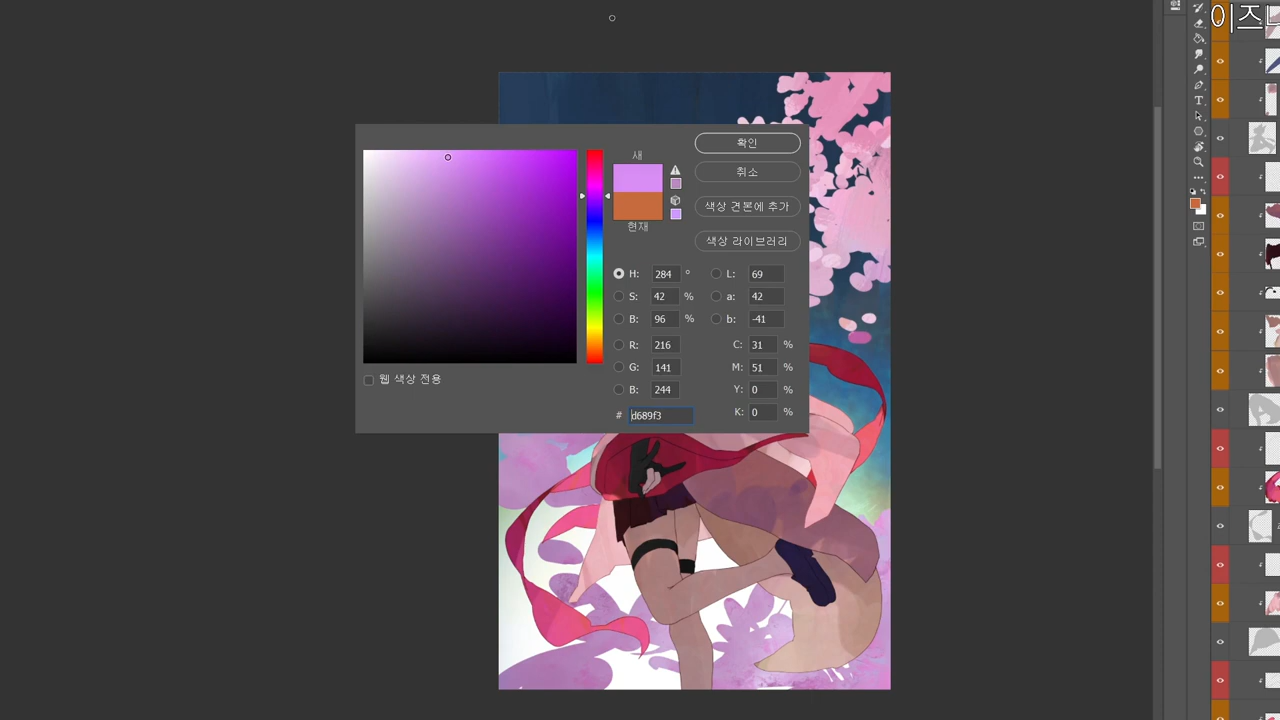 이즈
새
확인
취소
색상 견본에 추가
현재
색상 라이브러리
H: 284 ° L: 69
S: 42 % a: 42
B: 96 % b: -41
R: 216 C: 31 %
G: 141 M: 51 %
웹 색상 전용
B: 244 Y: 0 %
# d689f3 K: 0 %